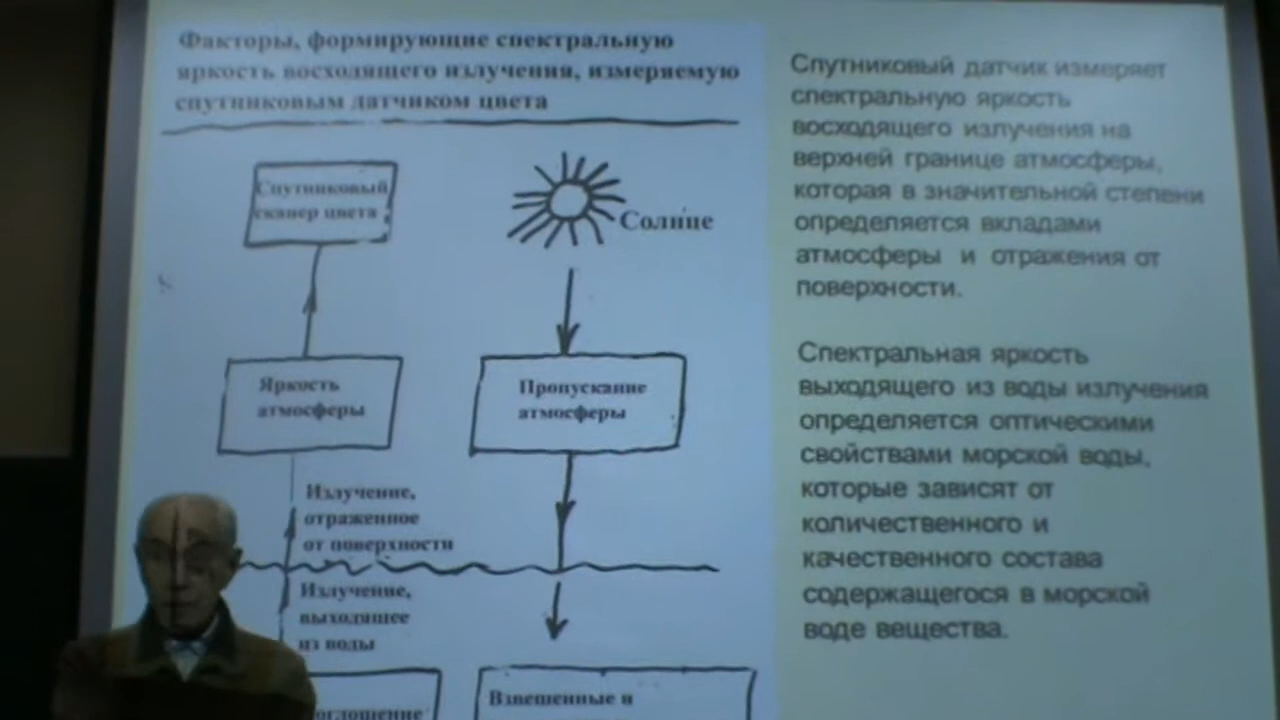 Факторы, формирующие спектральную
яркость восходящего излучения, измеряемую
спутниковым датчиком цвета
Спутниковый
сканер цвета
Солнце
Яркость
атмосферы
Пропускание
атмосферы
Излучение,
отраженное
от поверхности
Излучение,
выходящее
из воды
Взвешенные и
Спутниковый датчик измеряет
спектральную яркость
восходящего излучения на
верхней границе атмосферы,
которая в значительной степени
определяется вкладами
атмосферы и отражения от
поверхности.
Спектральная яркость
выходящего из воды излучения
определяется оптическими
свойствами морской воды,
которые зависят от
количественного и
качественного состава
содержащегося в морской
воде вещества.